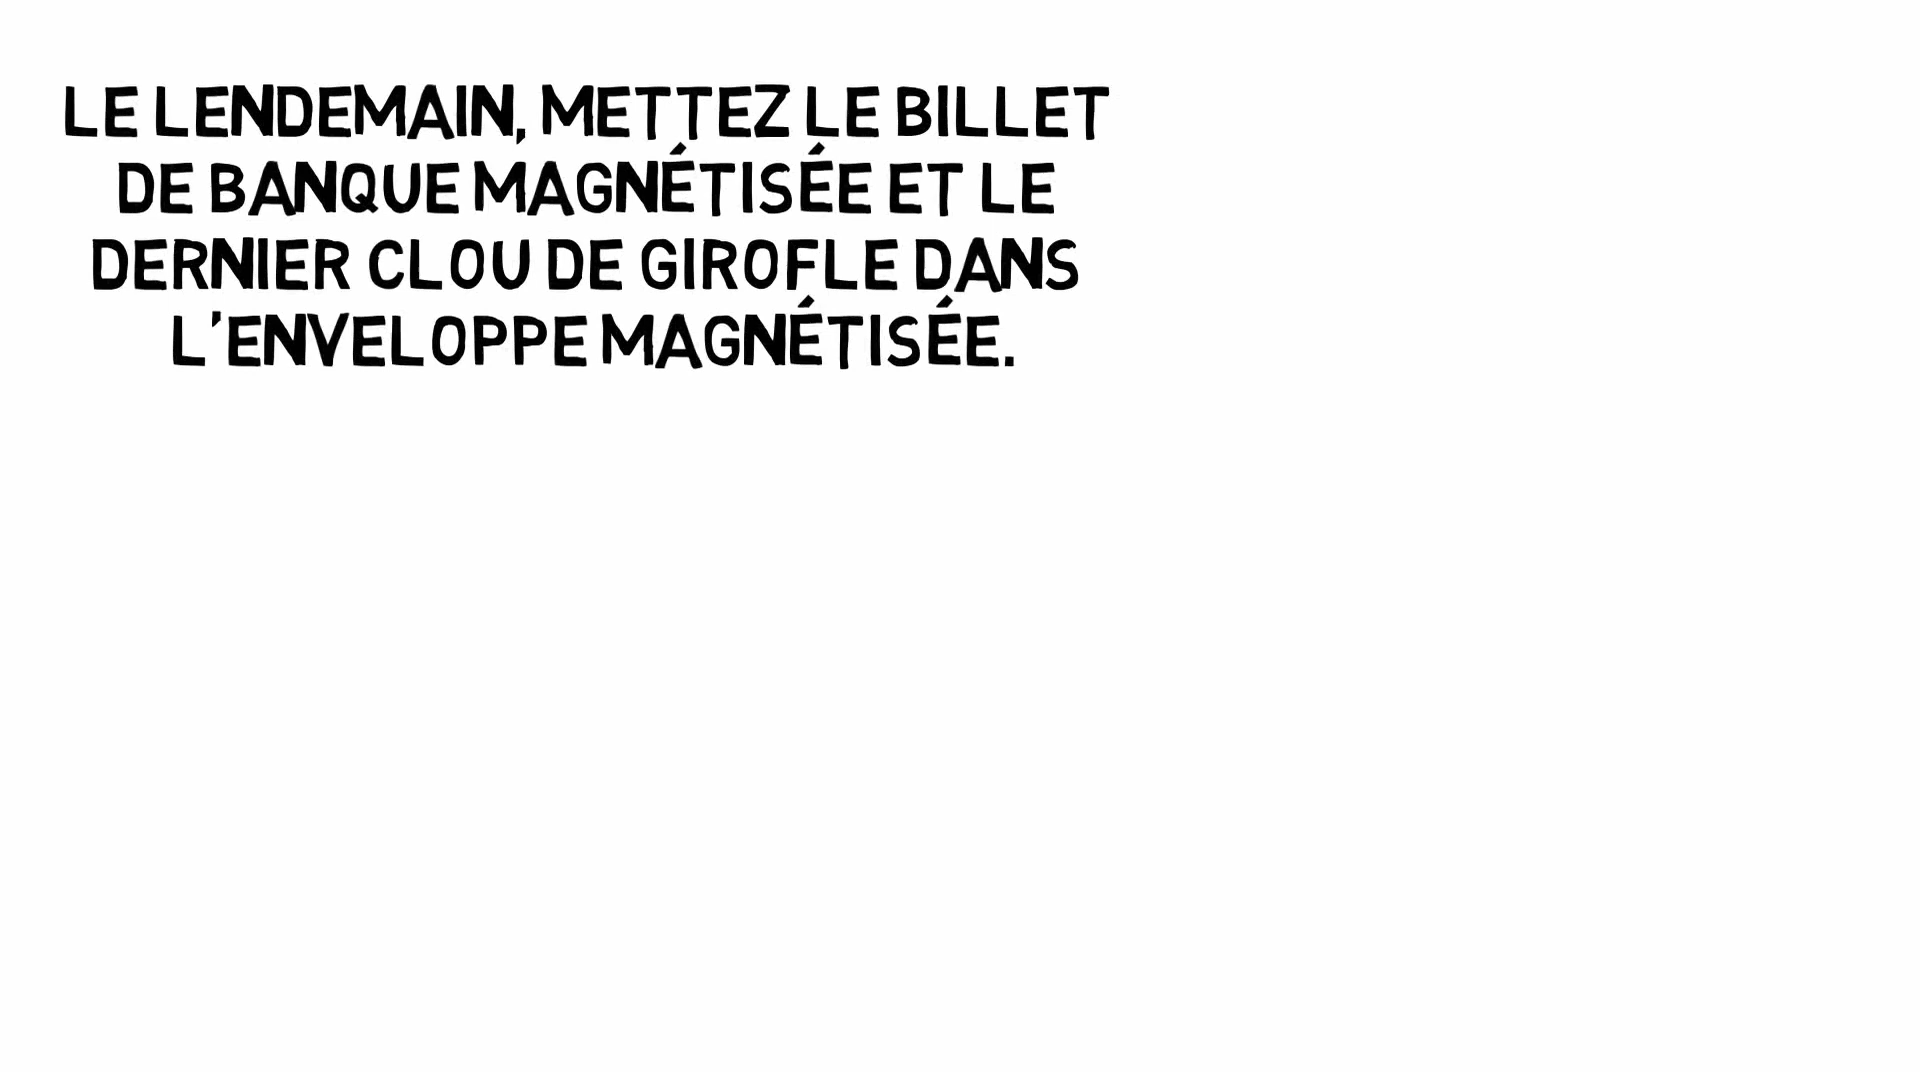 LE LENDEMAIN, METTEZ LE BILLET
DE BANQUE MAGNÉTISÉE ET LE
DERNIER CLOU DE GIROFLE DANS
L'ENVELOPPE MAGNÉTISÉE.